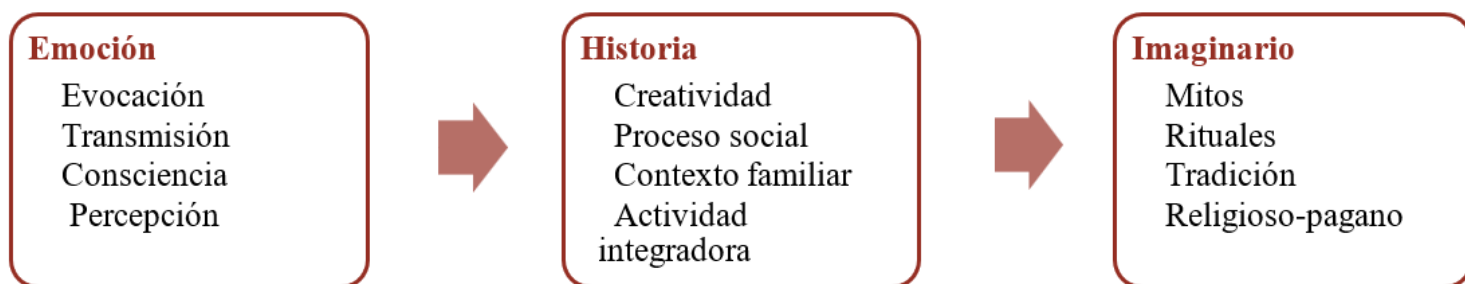 Emoción
Evocación
Transmisión
Consciencia
Percepción
Historia
Creatividad
Proceso social
Contexto familiar
Actividad
integradora
Imaginario
Mitos
Rituales
Tradición
Religioso-pagano